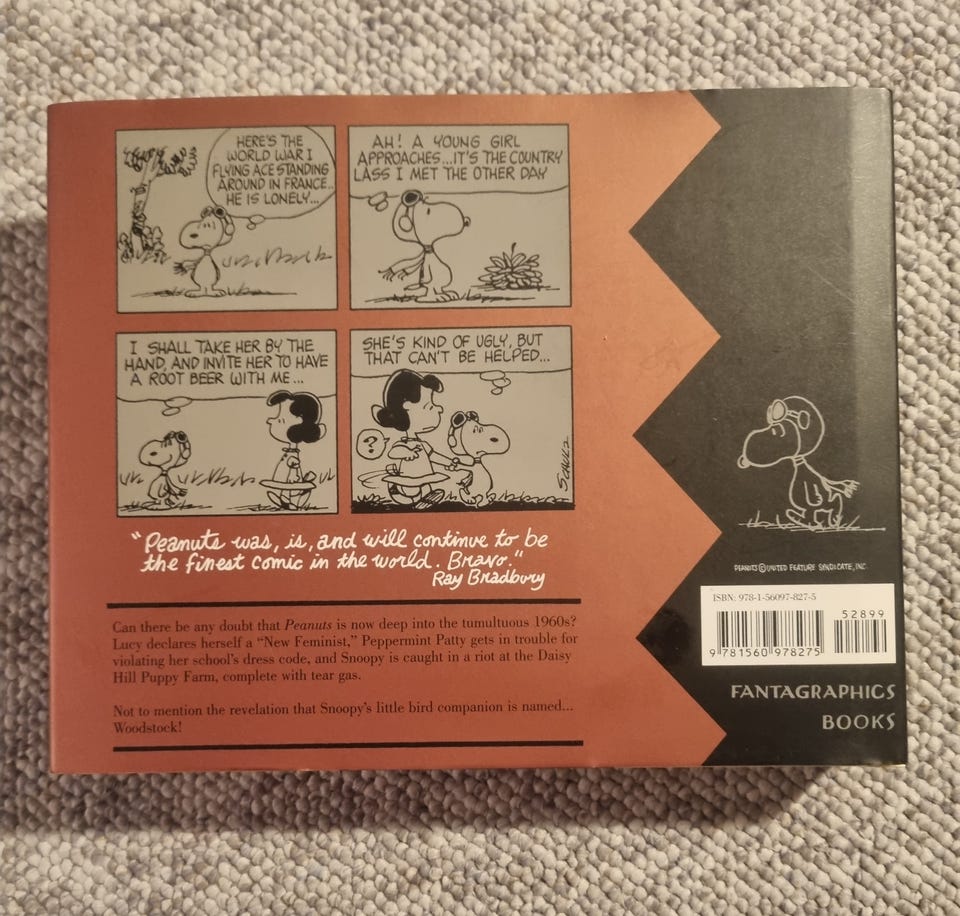 HERE'S THE
WORLD WAR I
FLYING ACE STANDING
AROUND IN FRANCE..
HE IS LONELY...
AH! A YOUNG GIRL
APPROACHES...IT'S THE COUNTRY
LASS I MET THE OTHER DAY
I SHALL TAKE HER BY THE
HAND, AND INVITE HER TO HAVE
A ROOT BEER WITH ME...
SHE'S KIND OF UGLY, BUT
THAT CAN'T BE HELPED...
?
SCHULZ
"Peanuts was, is, and will continue to be
the finest comic in the world. Bravo."
Ray Bradbury
Can there be any doubt that Peanuts is now deep into the tumultuous 1960s?
Lucy declares herself a “New Feminist,” Peppermint Patty gets in trouble for
violating her school's dress code, and Snoopy is caught in a riot at the Daisy
Hill Puppy Farm, complete with tear gas.
Not to mention the revelation that Snoopy's little bird companion is named...
Woodstock!
PEANUTS © UNITED FEATURE SYNDICATE, INC.
ISBN: 978-1-56097-827-5
52899
9 781560 978275
FANTAGRAPHICS
BOOKS